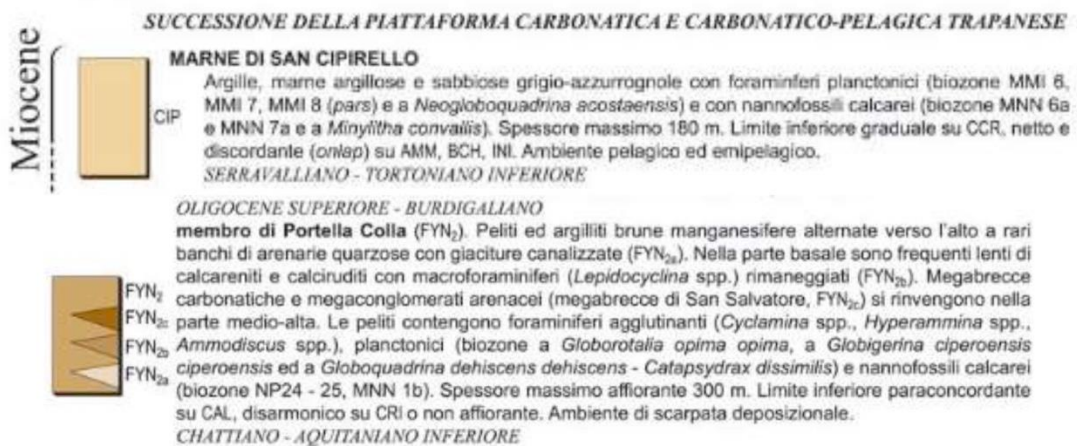 SUCCESSIONE DELLA PIATTAFORMA CARBONATICA E CARBONATICO-PELAGICA TRAPANESE
Miocene
MARNE DI SAN CIPIRELLO
CIP
Argille, marne argillose e sabbiose grigio-azzurrognole con foraminferi planctonici (biozone MMI 6,
MMI 7, MMI 8 (pars) e a Neogloboquadrina acostaensis) e con nannofossili calcarei (biozone MNN 6a
e MNN 7a e a Minylitha convallis). Spessore massimo 180 m. Limite inferiore graduale su CCR, netto e
discordante (onlap) su AMM, BCH, INI. Ambiente pelagico ed emipelagico.
SERRAVALLIANO - TORTONIANO INFERIORE
OLIGOCENE SUPERIORE - BURDIGALIANO
membro di Portella Colla (FYN2). Peliti ed argilliti brune manganesifere alternate verso l'alto a rari
banchi di arenarie quarzose con giaciture canalizzate (FYN2a). Nella parte basale sono frequenti lenti di
calcareniti e calciruditi con macroforaminiferi (Lepidocyclina spp.) rimaneggiati (FYN2b). Megabrecce
carbonatiche e megaconglomerati arenacei (megabrecce di San Salvatore, FYN2c) si rinvengono nella
parte medio-alta. Le peliti contengono foraminiferi agglutinanti (Cyclamina spp., Hyperammina spp.,
Ammodiscus spp.), planctonici (biozone a Globorotalia opima opima, a Globigerina ciperoensis
ciperoensis ed a Globoquadrina dehiscens dehiscens - Catapsydrax dissimilis) e nannofossili calcarei
(biozone NP24 - 25, MNN 1b). Spessore massimo affiorante 300 m. Limite inferiore paraconcordante
su CAL, disarmonico su CRI o non affiorante. Ambiente di scarpata deposizionale.
CHATTIANO - AQUITANIANO INFERIORE
FYN2
FYN2c
FYN2b
FYN2a